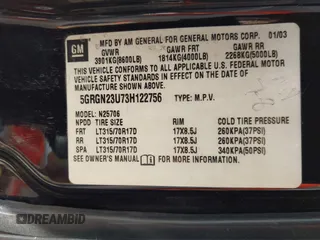 GM
MFD BY AM GENERAL FOR GENERAL MOTORS CORP. 01/03
GVWR GAWR FRT GAWR RR
3901KG(8600LB) 1814KG(4000LB) 2268KG(5000LB)
THIS VEHICLE CONFORMS TO ALL APPLICABLE U.S. FEDERAL MOTOR
VEHICLE SAFETY STANDARDS IN EFFECT ON THE DATE OF
MANUFACTURE SHOWN ABOVE
5GRGN23U73H122756 TYPE: M.P.V.
MODEL: N25706
NPDD TIRE SIZE RIM COLD TIRE PRESSURE
FRT LT315/70R17D 17X8.5J 260KPA(37PSI)
RR LT315/70R17D 17X8.5J 260KPA(37PSI)
SPA LT315/70R17D 17X8.5J 340KPA(50PSI)
SEE OWNER'S MANUAL FOR ADDITIONAL INFORMATION
DREAMBID